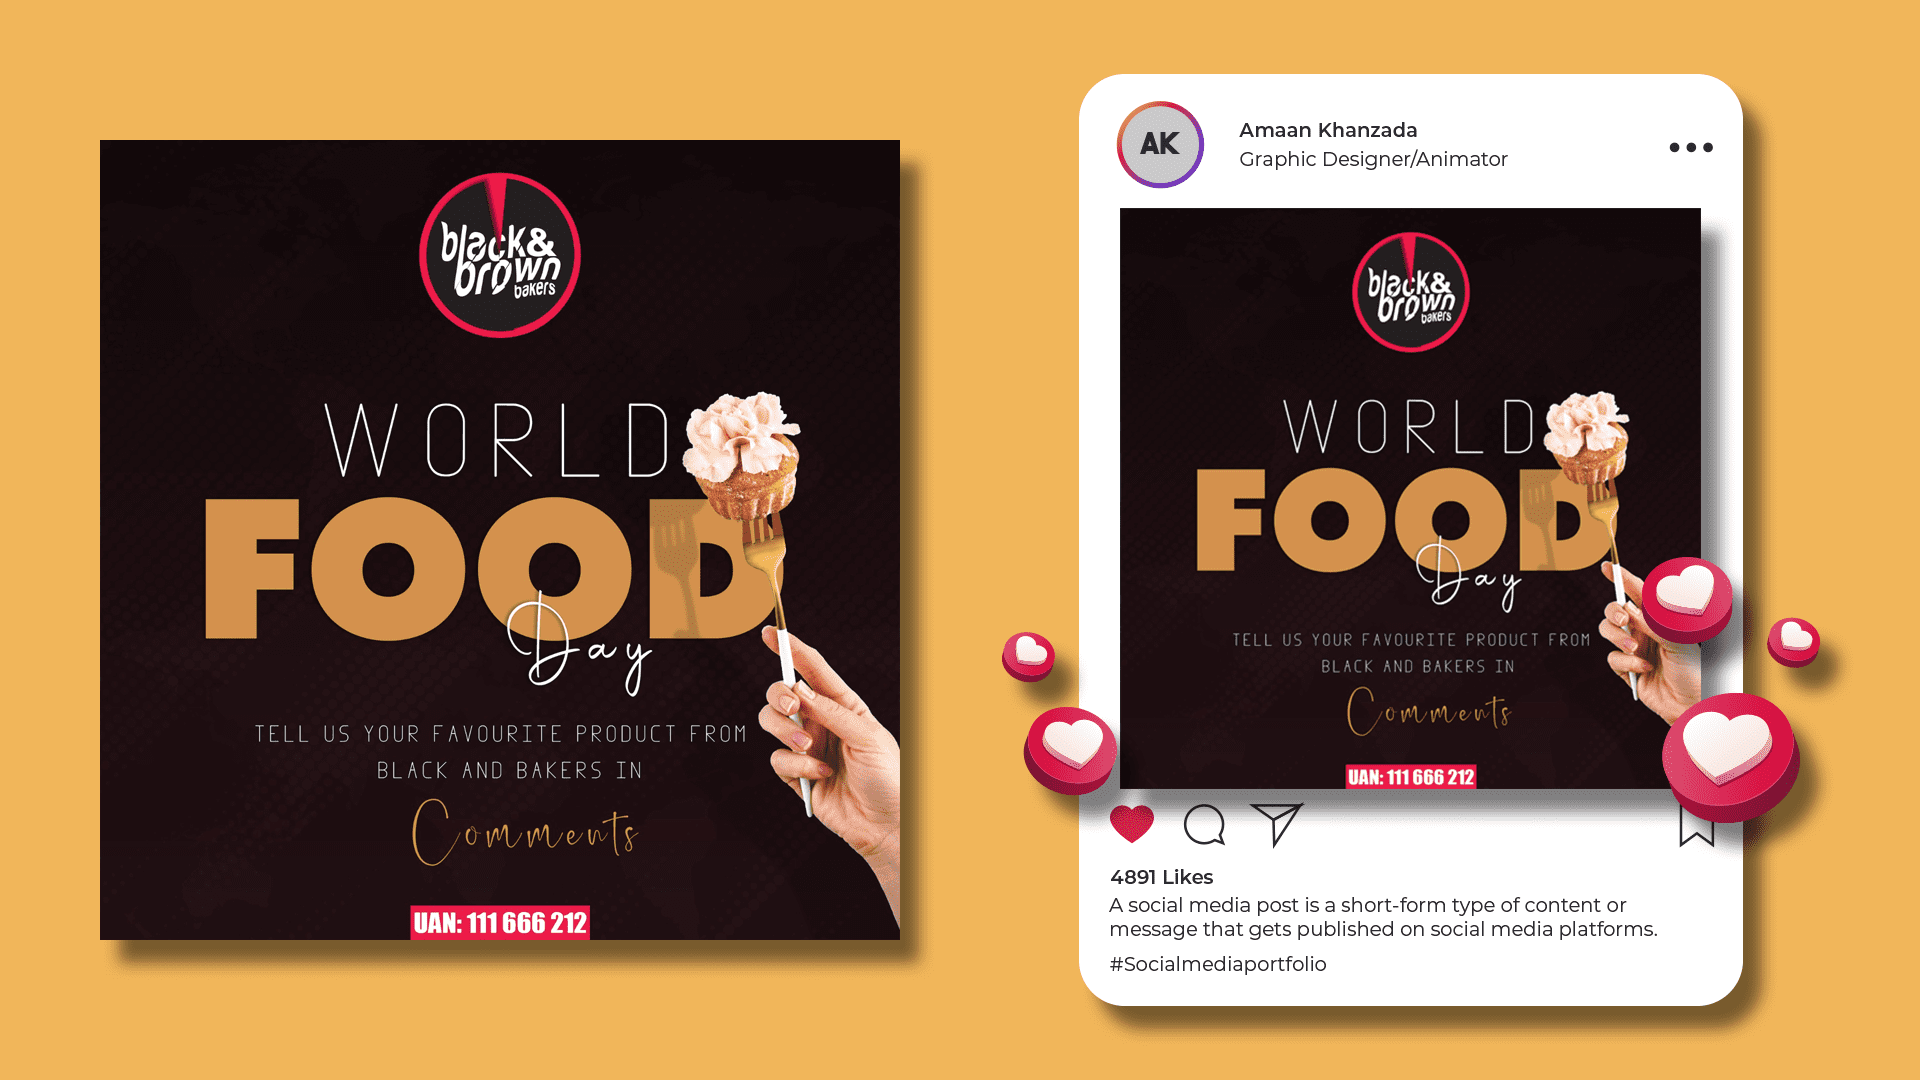 black&
brown
bakers
WORLD
FOOD
Day
TELL US YOUR FAVOURITE PRODUCT FROM
BLACK AND BAKERS IN
Comments
UAN: 111 666 212
AK
Amaan Khanzada
Graphic Designer/Animator
black&
brown
bakers
WORLD
FOOD
Day
TELL US YOUR FAVOURITE PRODUCT FROM
BLACK AND BAKERS IN
Comments
UAN: 111 666 212
4891 Likes
A social media post is a short-form type of content or
message that gets published on social media platforms.
#Socialmediaportfolio